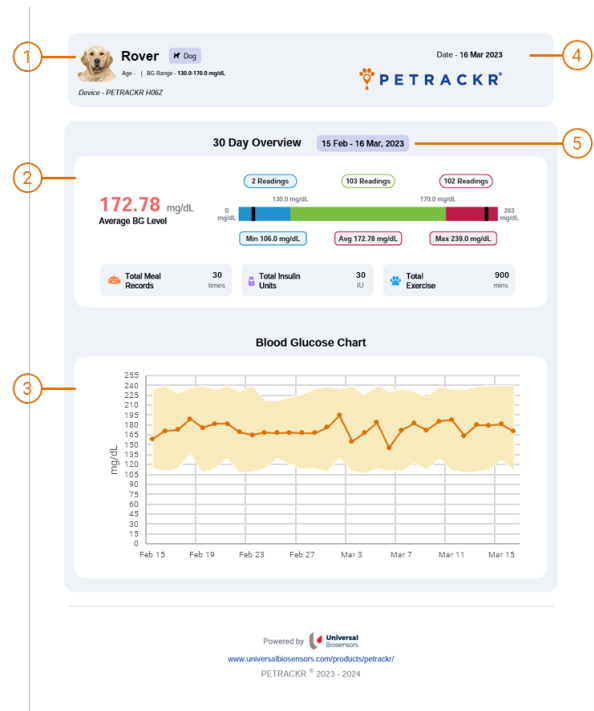 1
Rover Dog
Age - | BG Range - 130.0-170.0 mg/dL
Device - PETRACKR H06Z
Date - 16 Mar 2023
4
PETRACKR®
30 Day Overview 15 Feb - 16 Mar, 2023
5
2
172.78 mg/dL
Average BG Level
2 Readings 103 Readings 102 Readings
130.0 mg/dL 170.0 mg/dL
0 mg/dL
263 mg/dL
Min 106.0 mg/dL Avg 172.78 mg/dL Max 239.0 mg/dL
Total Meal Records 30 times
Total Insulin Units 30 IU
Total Exercise 900 mins
Blood Glucose Chart
3
mg/dL
255
240
225
210
195
180
165
150
135
120
105
90
75
60
45
30
15
0
Feb 15 Feb 19 Feb 23 Feb 27 Mar 3 Mar 7 Mar 11 Mar 15
Powered by Universal Biosensors
www.universalbiosensors.com/products/petrackr/
PETRACKR ® 2023 - 2024